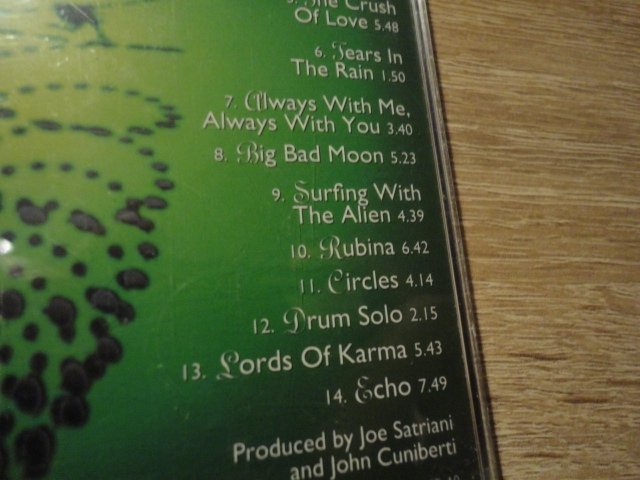 5. The Crush
Of Love 5.48
6. Tears In
The Rain 1.50
7. Always With Me,
Always With You 3.40
8. Big Bad Moon 5.23
9. Surfing With
The Alien 4.39
10. Rubina 6.42
11. Circles 4.14
12. Drum Solo 2.15
13. Lords Of Karma 5.43
14. Echo 7.49
Produced by Joe Satriani
and John Cuniberti